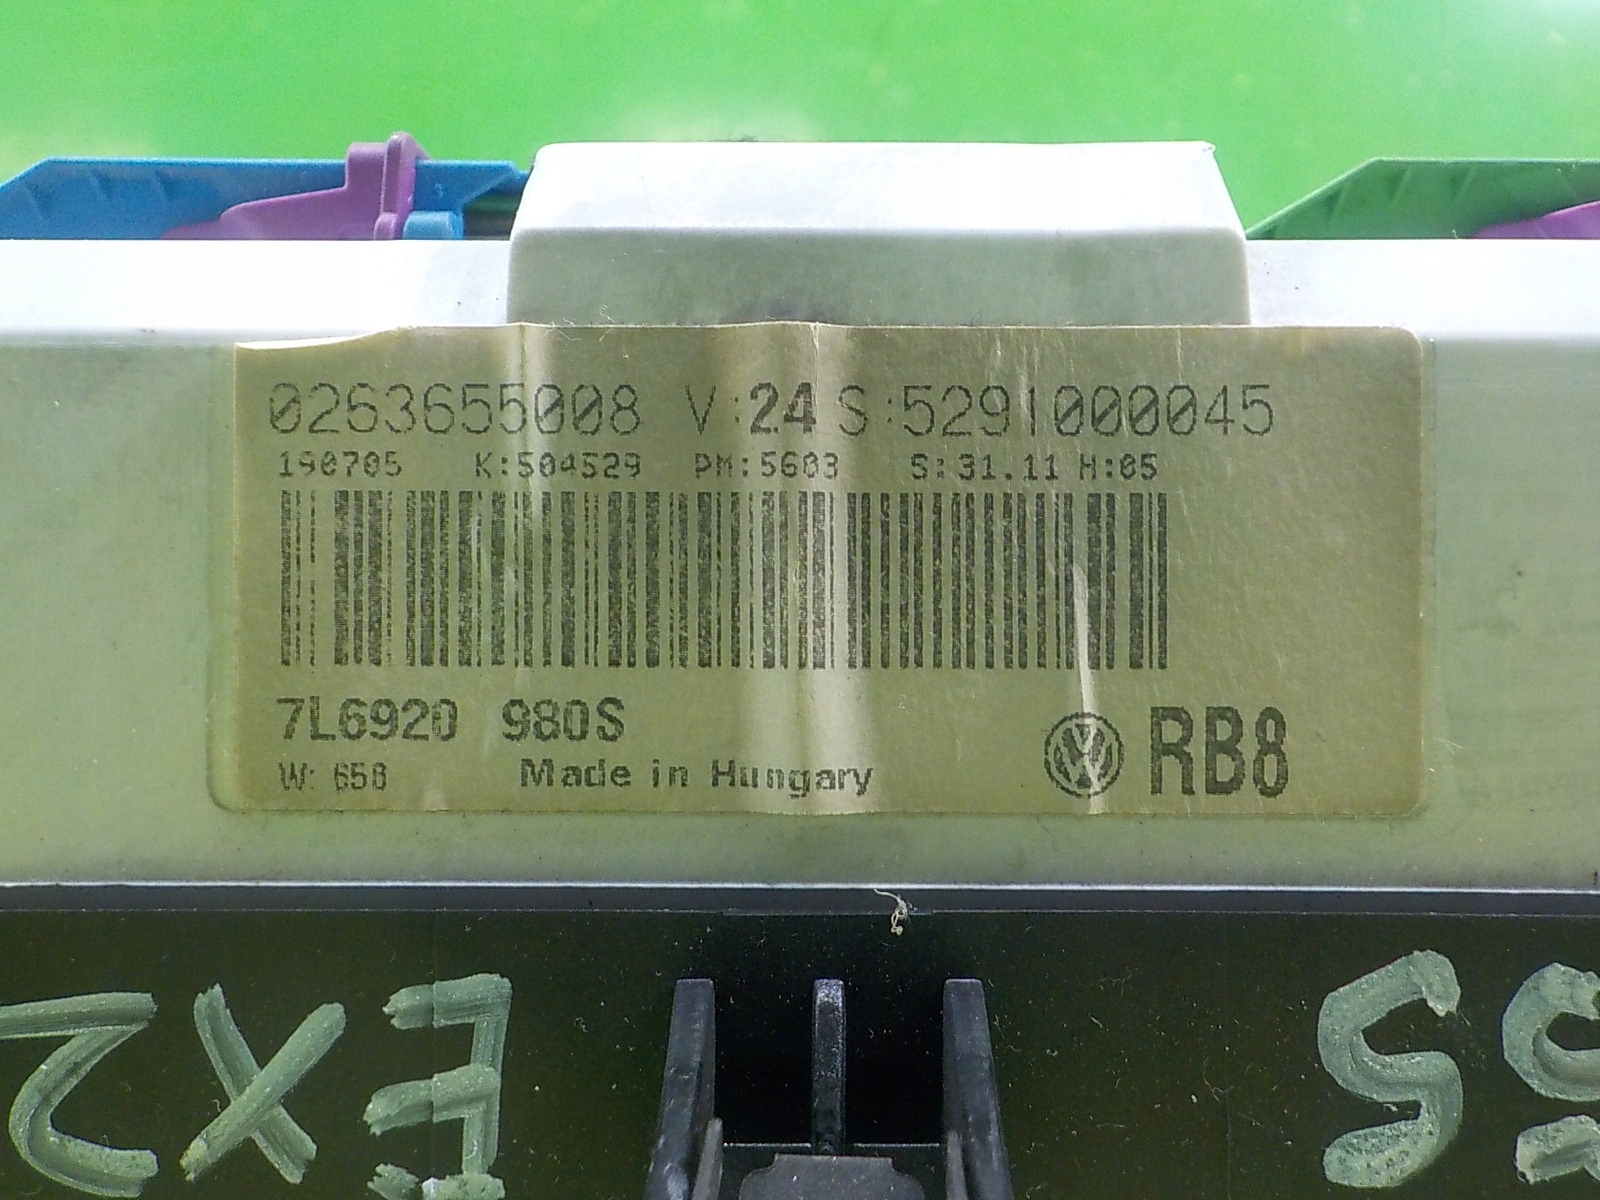 0263655008 V:24 S:5291000045
190705 K:504529 PM:5603 S:31.11 H:05
7L6920 980S
W: 658 Made in Hungary RB8